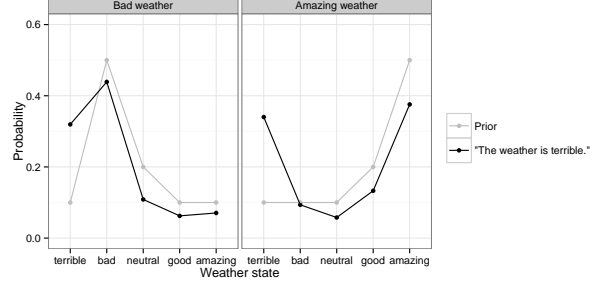 Bad weather
Amazing weather
Probability
0.6
0.4
0.2
0.0
terrible bad neutral good amazing
terrible bad neutral good amazing
Weather state
Prior
"The weather is terrible."